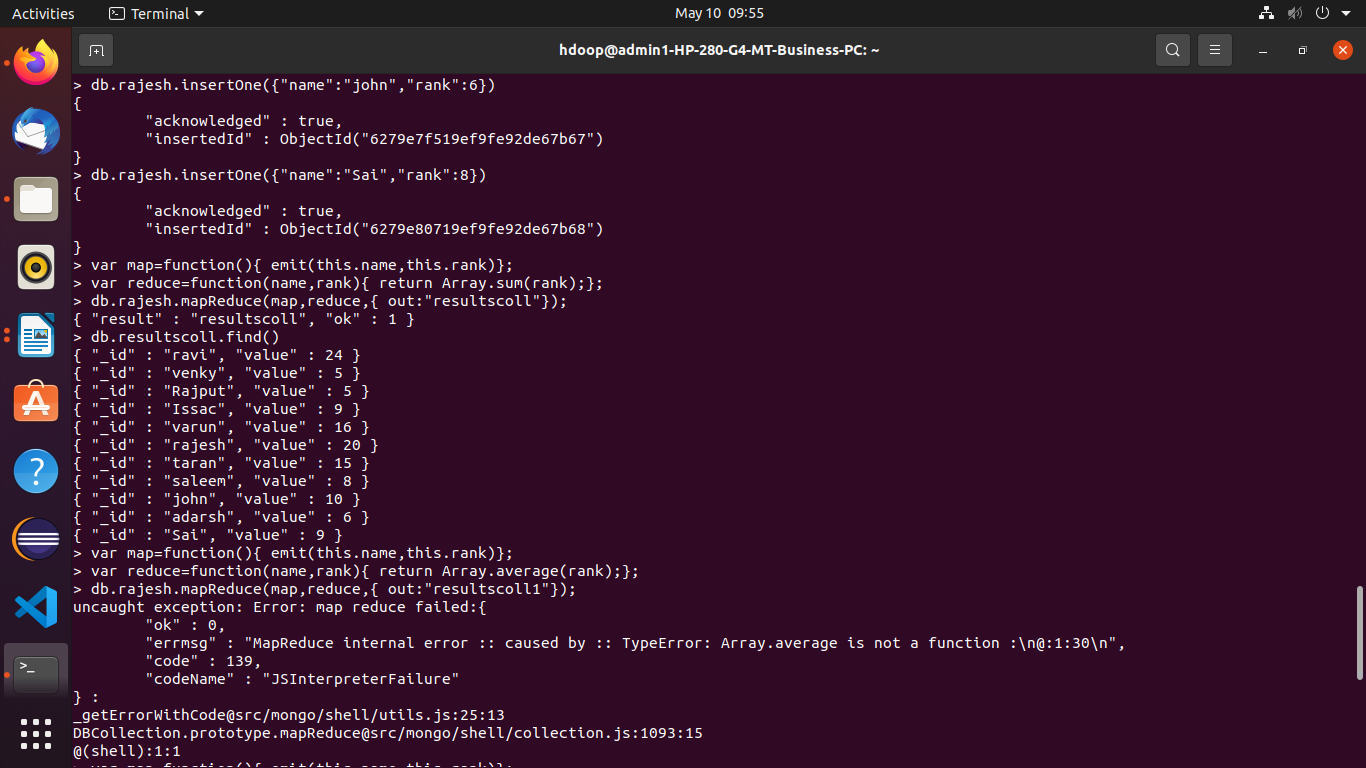 Activities
Terminal
May 10 09:55
hdoop@admin1-HP-280-G4-MT-Business-PC: ~
> db.rajesh.insertOne({"name":"john","rank":6})
{
"acknowledged" : true,
"insertedId" : ObjectId("6279e7f519ef9fe92de67b67")
}
> db.rajesh.insertOne({"name":"Sai","rank":8})
{
"acknowledged" : true,
"insertedId" : ObjectId("6279e80719ef9fe92de67b68")
}
> var map=function(){ emit(this.name,this.rank)};
> var reduce=function(name,rank){ return Array.sum(rank);};
> db.rajesh.mapReduce(map,reduce,{ out:"resultscoll"});
{ "result" : "resultscoll", "ok" : 1 }
> db.resultscoll.find()
{ "_id" : "ravi", "value" : 24 }
{ "_id" : "venky", "value" : 5 }
{ "_id" : "Rajput", "value" : 5 }
{ "_id" : "Issac", "value" : 9 }
{ "_id" : "varun", "value" : 16 }
{ "_id" : "rajesh", "value" : 20 }
{ "_id" : "taran", "value" : 15 }
{ "_id" : "saleem", "value" : 8 }
{ "_id" : "john", "value" : 10 }
{ "_id" : "adarsh", "value" : 6 }
{ "_id" : "Sai", "value" : 9 }
> var map=function(){ emit(this.name,this.rank)};
> var reduce=function(name,rank){ return Array.average(rank);};
> db.rajesh.mapReduce(map,reduce,{ out:"resultscoll1"});
uncaught exception: Error: map reduce failed:{
"ok" : 0,
"errmsg" : "MapReduce internal error :: caused by :: TypeError: Array.average is not a function :\n@:1:30\n",
"code" : 139,
"codeName" : "JSInterpreterFailure"
} :
_getErrorWithCode@src/mongo/shell/utils.js:25:13
DBCollection.prototype.mapReduce@src/mongo/shell/collection.js:1093:15
@(shell):1:1
> var map=function(){ emit(this.name,this.rank)};